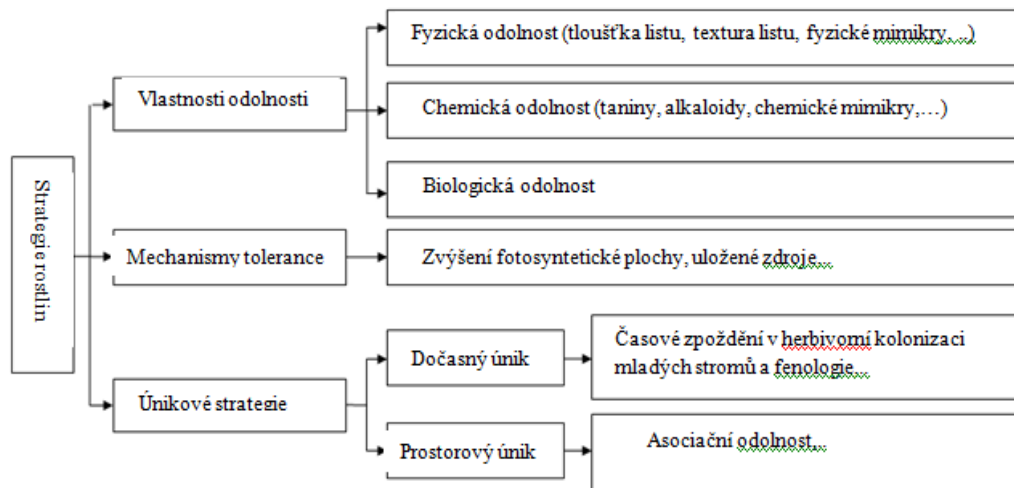 Strategie rostlin
Vlastnosti odolnosti
Fyzická odolnost (tloušťka listu, textura listu, fyzické mimikry,...)
Chemická odolnost (taniny, alkaloidy, chemické mimikry,...)
Biologická odolnost
Mechanismy tolerance
Zvýšení fotosyntetické plochy, uložené zdroje...
Únikové strategie
Dočasný únik
Časové zpoždění v herbivorní kolonizaci
mladých stromů a fenologie...
Prostorový únik
Asociační odolnost...